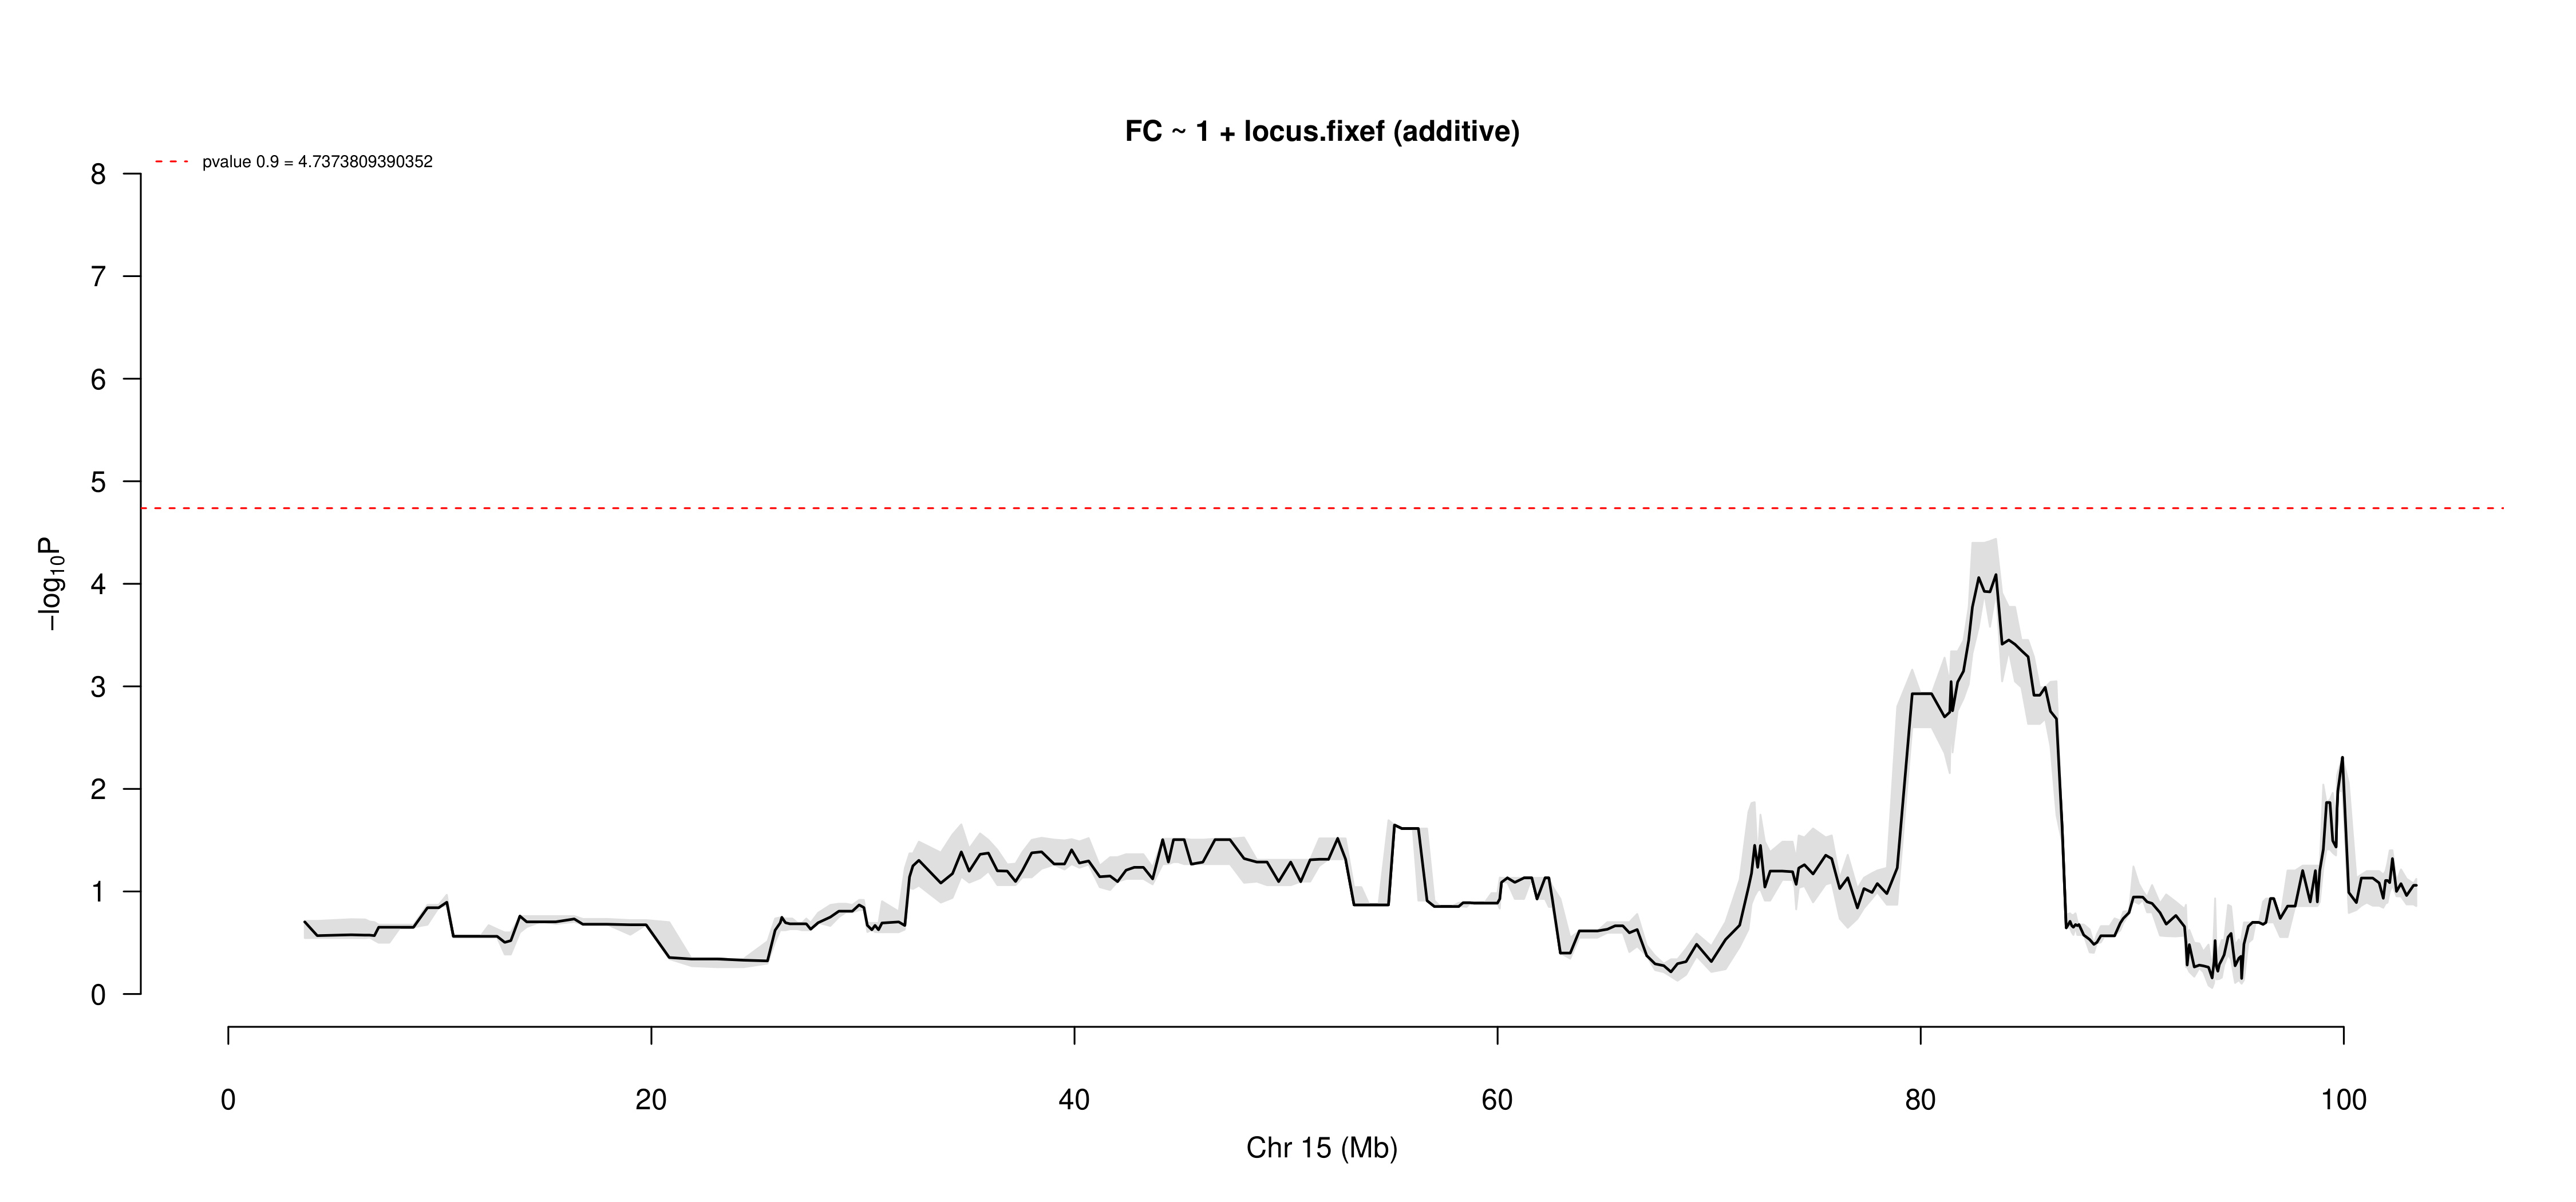 FC ~ 1 + locus.fixef (additive)
pvalue 0.9 = 4.7373809390352
8
7
6
5
4
3
2
1
0
−log10P
0 20 40 60 80 100
Chr 15 (Mb)